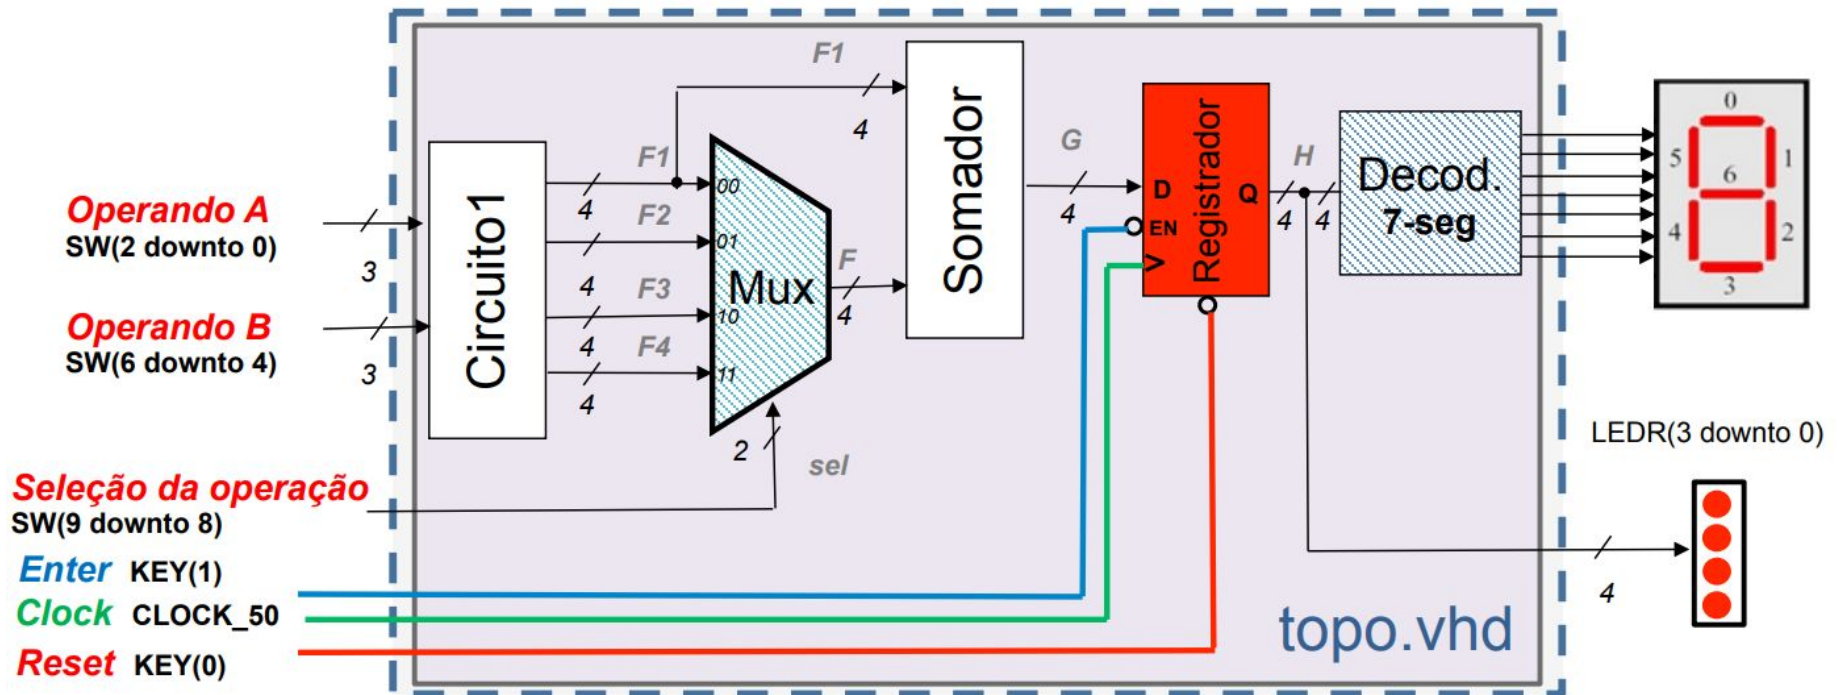 Operando A
SW(2 downto 0)
3
Operando B
SW(6 downto 4)
3
Seleção da operação
SW(9 downto 8)
Enter KEY(1)
Clock CLOCK_50
Reset KEY(0)
Circuito1
F1
4
F2
4
F3
4
F4
4
00
01
10
11
Mux
2
sel
F1
4
F
4
Somador
G
4
D
EN
Q
Registrador
H
4
4
Decod.
7-seg
0
5
1
6
4
2
3
LEDR(3 downto 0)
4
topo.vhd